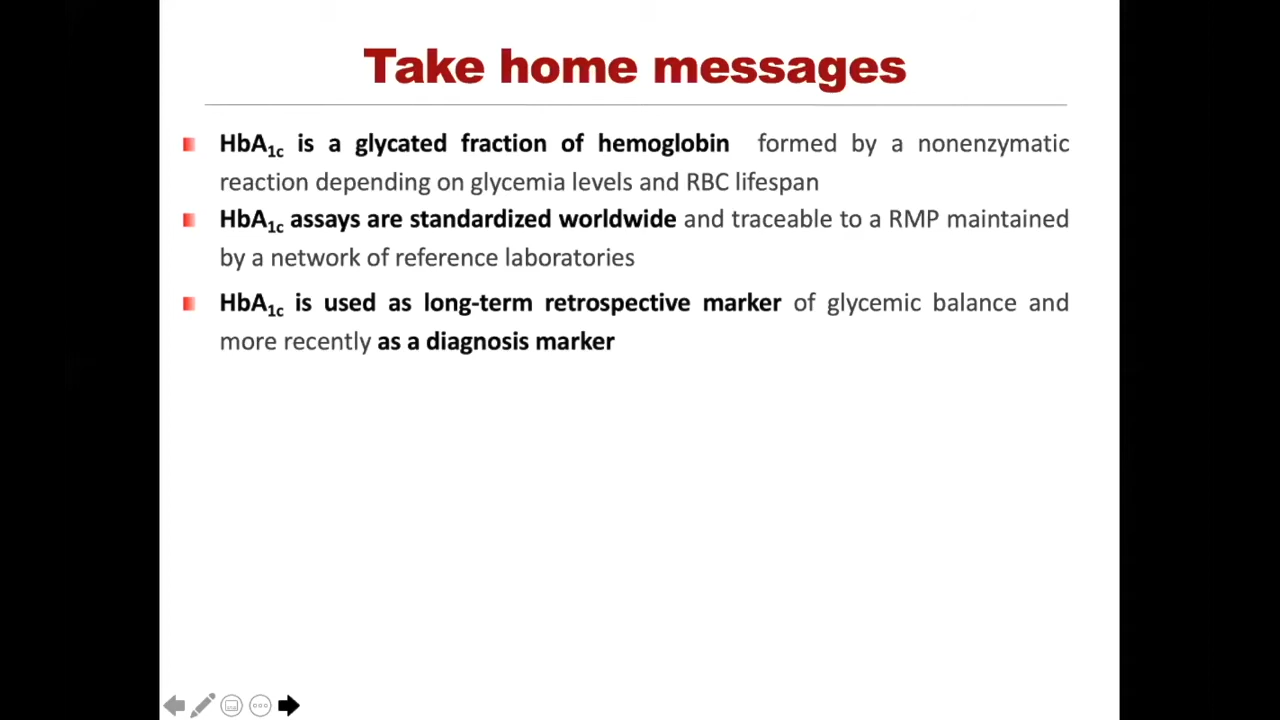 Take home messages
HbA1c is a glycated fraction of hemoglobin formed by a nonenzymatic
reaction depending on glycemia levels and RBC lifespan
HbA1c assays are standardized worldwide and traceable to a RMP maintained
by a network of reference laboratories
HbA1c is used as long-term retrospective marker of glycemic balance and
more recently as a diagnosis marker